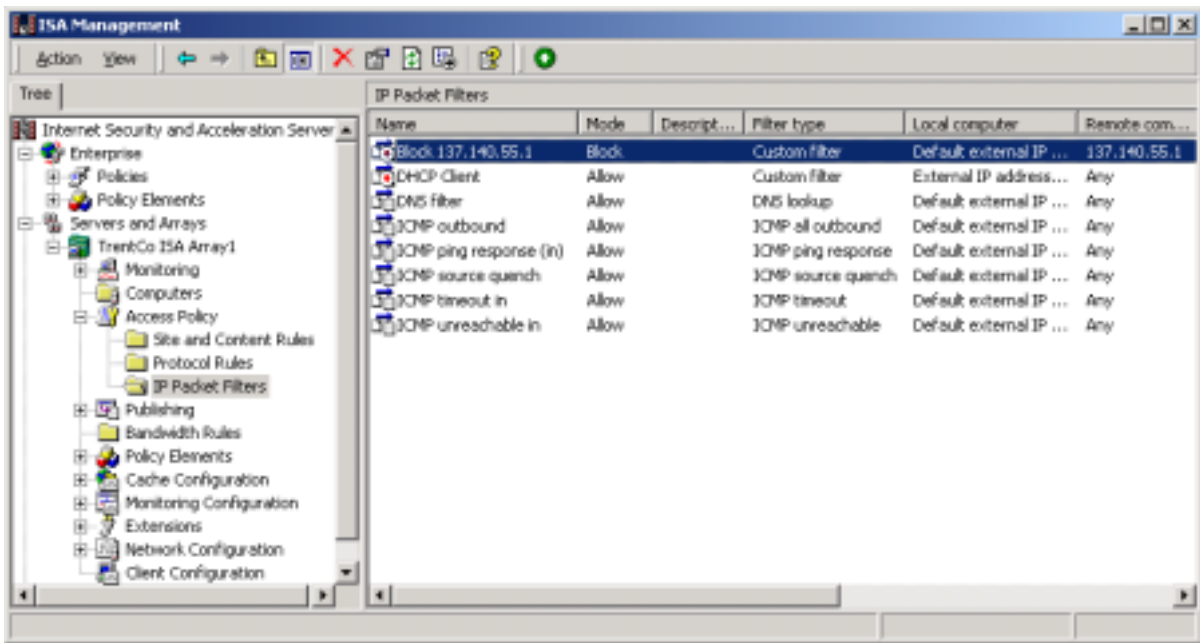 ISA Management
Action View
Tree
IP Packet Filters
Internet Security and Acceleration Server
Enterprise
Policies
Policy Elements
Servers and Arrays
TrentCo ISA Array1
Monitoring
Computers
Access Policy
Site and Content Rules
Protocol Rules
IP Packet Filters
Publishing
Bandwidth Rules
Policy Elements
Cache Configuration
Monitoring Configuration
Extensions
Network Configuration
Client Configuration
Name Mode Descript... Filter type Local computer Remote com...
Block 137.140.55.1 Block Custom filter Default external IP ... 137.140.55.1
DHCP Client Allow Custom filter External IP address... Any
DNS filter Allow DNS lookup Default external IP ... Any
ICMP outbound Allow ICMP all outbound Default external IP ... Any
ICMP ping response (in) Allow ICMP ping response Default external IP ... Any
ICMP source quench Allow ICMP source quench Default external IP ... Any
ICMP timeout in Allow ICMP timeout Default external IP ... Any
ICMP unreachable in Allow ICMP unreachable Default external IP ... Any